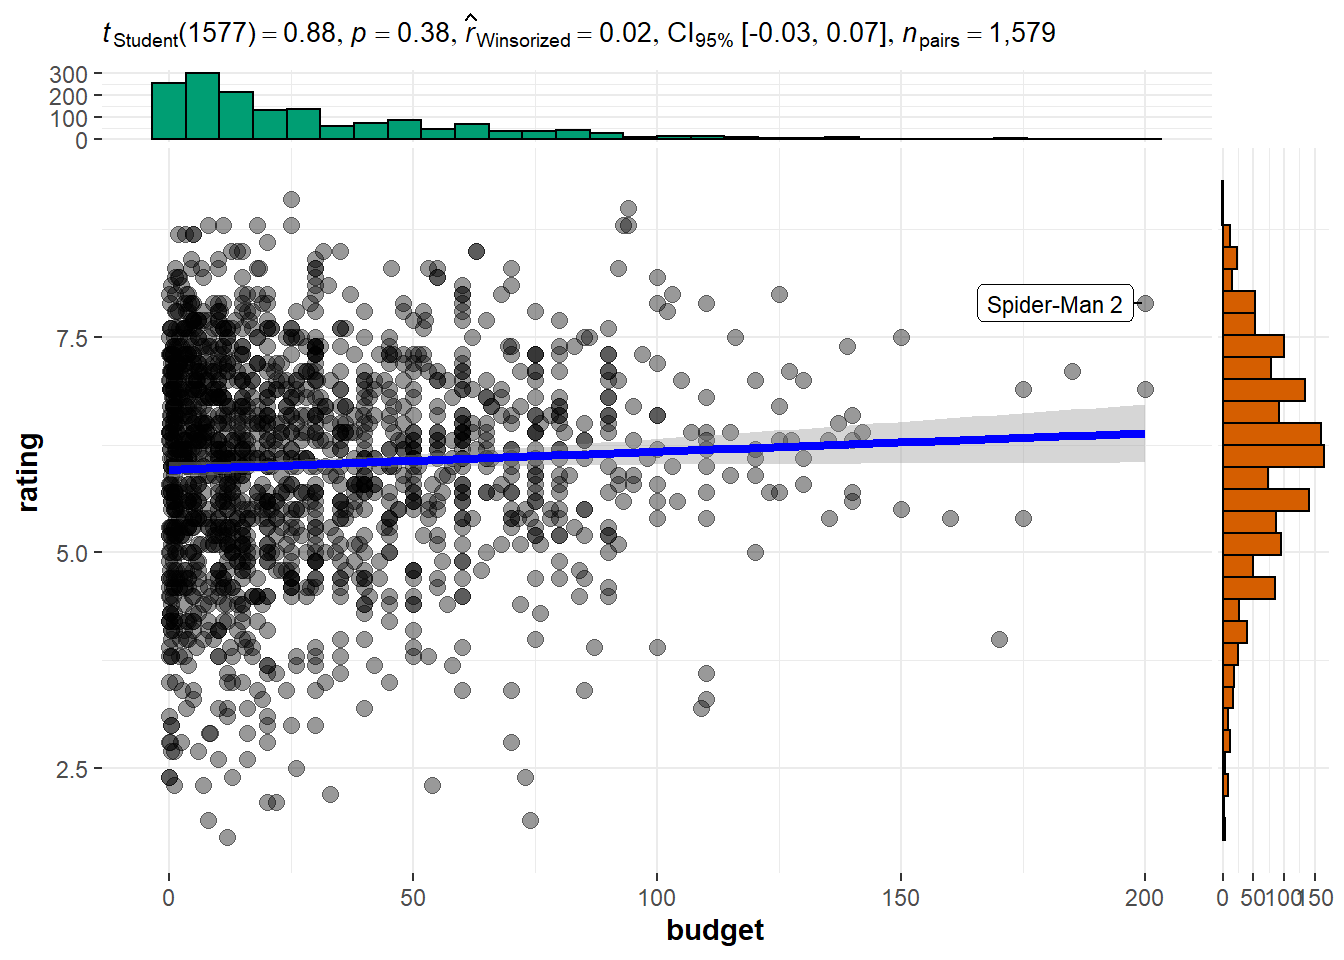 tStudent(1577) = 0.88, p = 0.38, r̂Winsorized = 0.02, CI95% [-0.03, 0.07], npairs = 1,579
300
200
100
0
Spider-Man 2
7.5
5.0
2.5
rating
0 50 100 150 200
0 50 100 150
budget